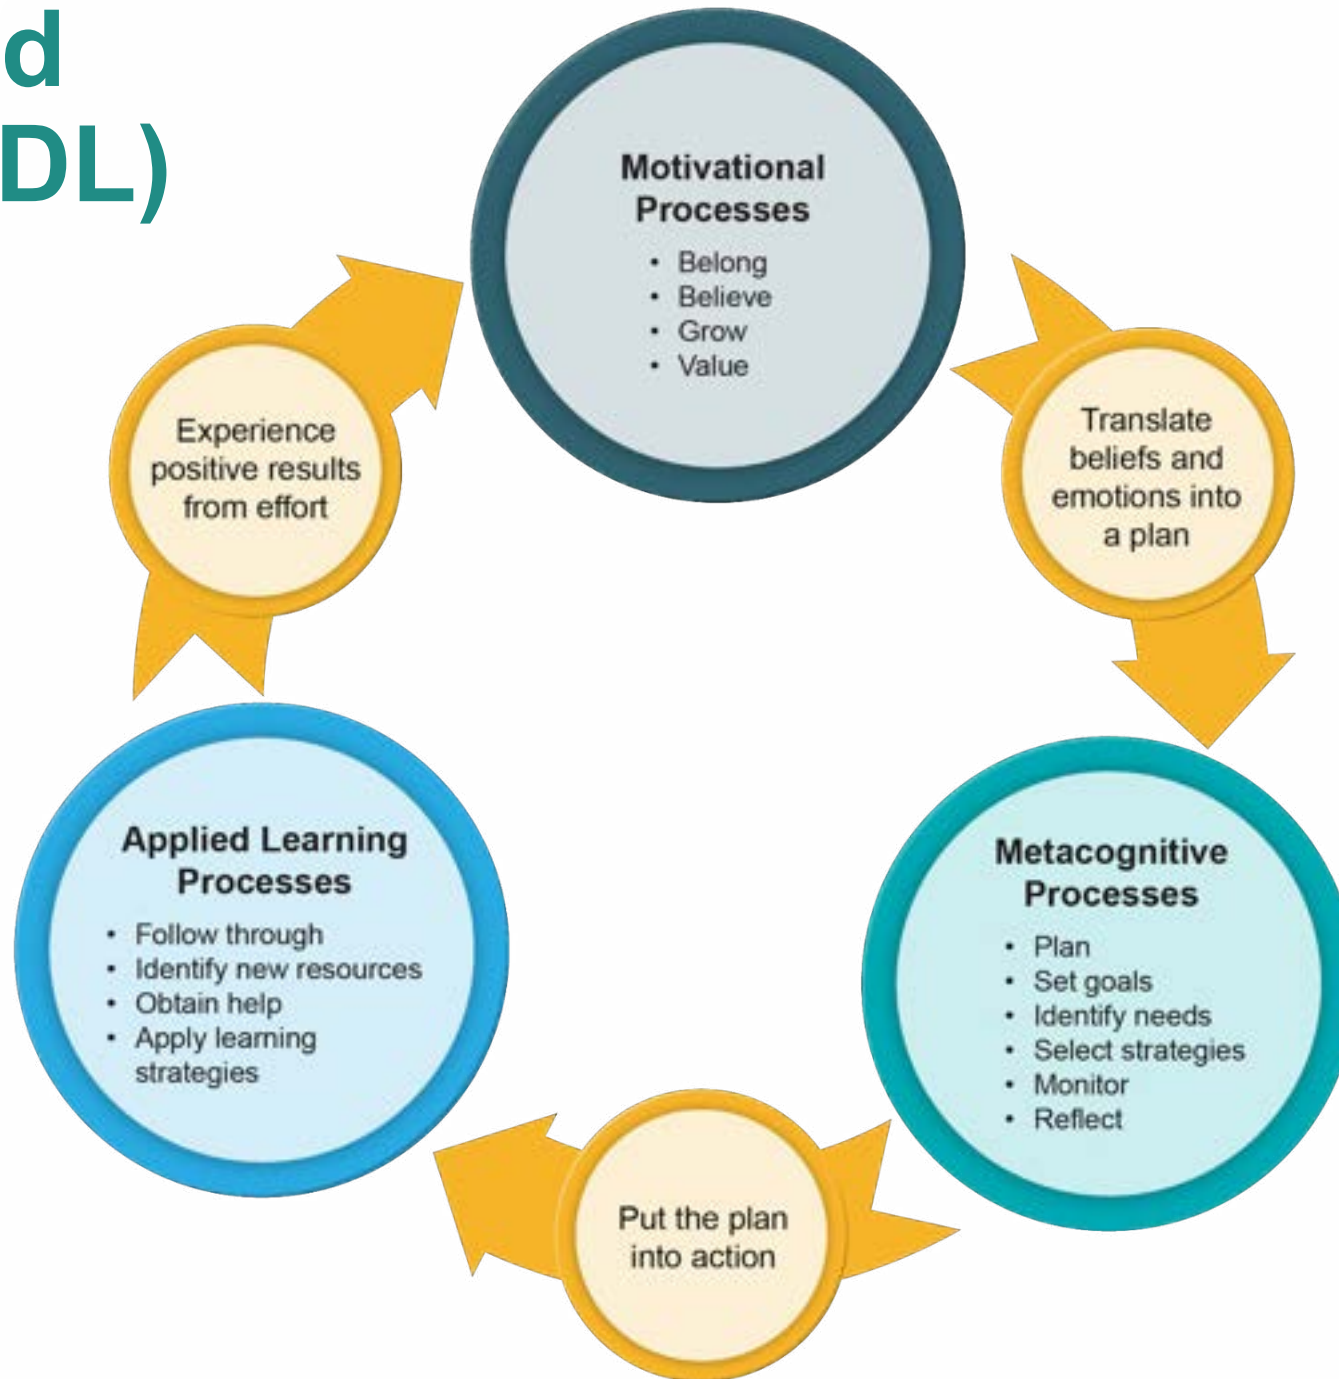 d
DL)
Motivational
Processes
• Belong
• Believe
• Grow
• Value
Translate
beliefs and
emotions into
a plan
Metacognitive
Processes
• Plan
• Set goals
• Identify needs
• Select strategies
• Monitor
• Reflect
Put the plan
into action
Applied Learning
Processes
• Follow through
• Identify new resources
• Obtain help
• Apply learning
strategies
Experience
positive results
from effort